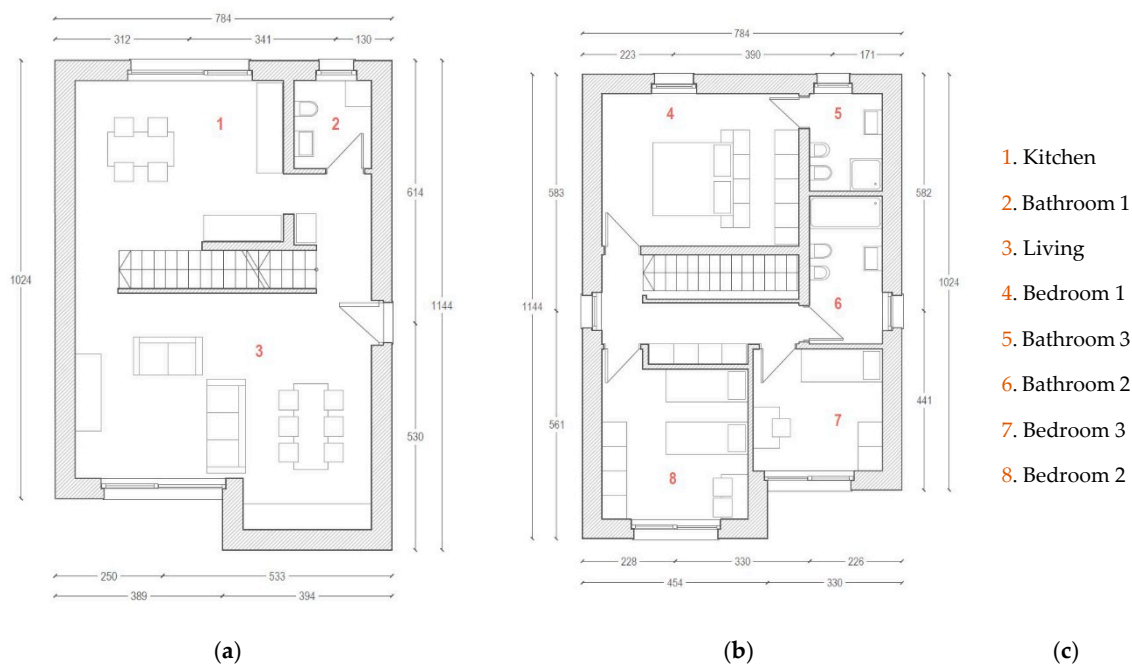 784
312 341 130
1024
614
1144
530
1
2
3
250 533
389 394
784
223 390 171
583
1144
561
582
1024
441
4
5
6
7
8
228 330 226
454 330
1. Kitchen
2. Bathroom 1
3. Living
4. Bedroom 1
5. Bathroom 3
6. Bathroom 2
7. Bedroom 3
8. Bedroom 2
(a) (b) (c)